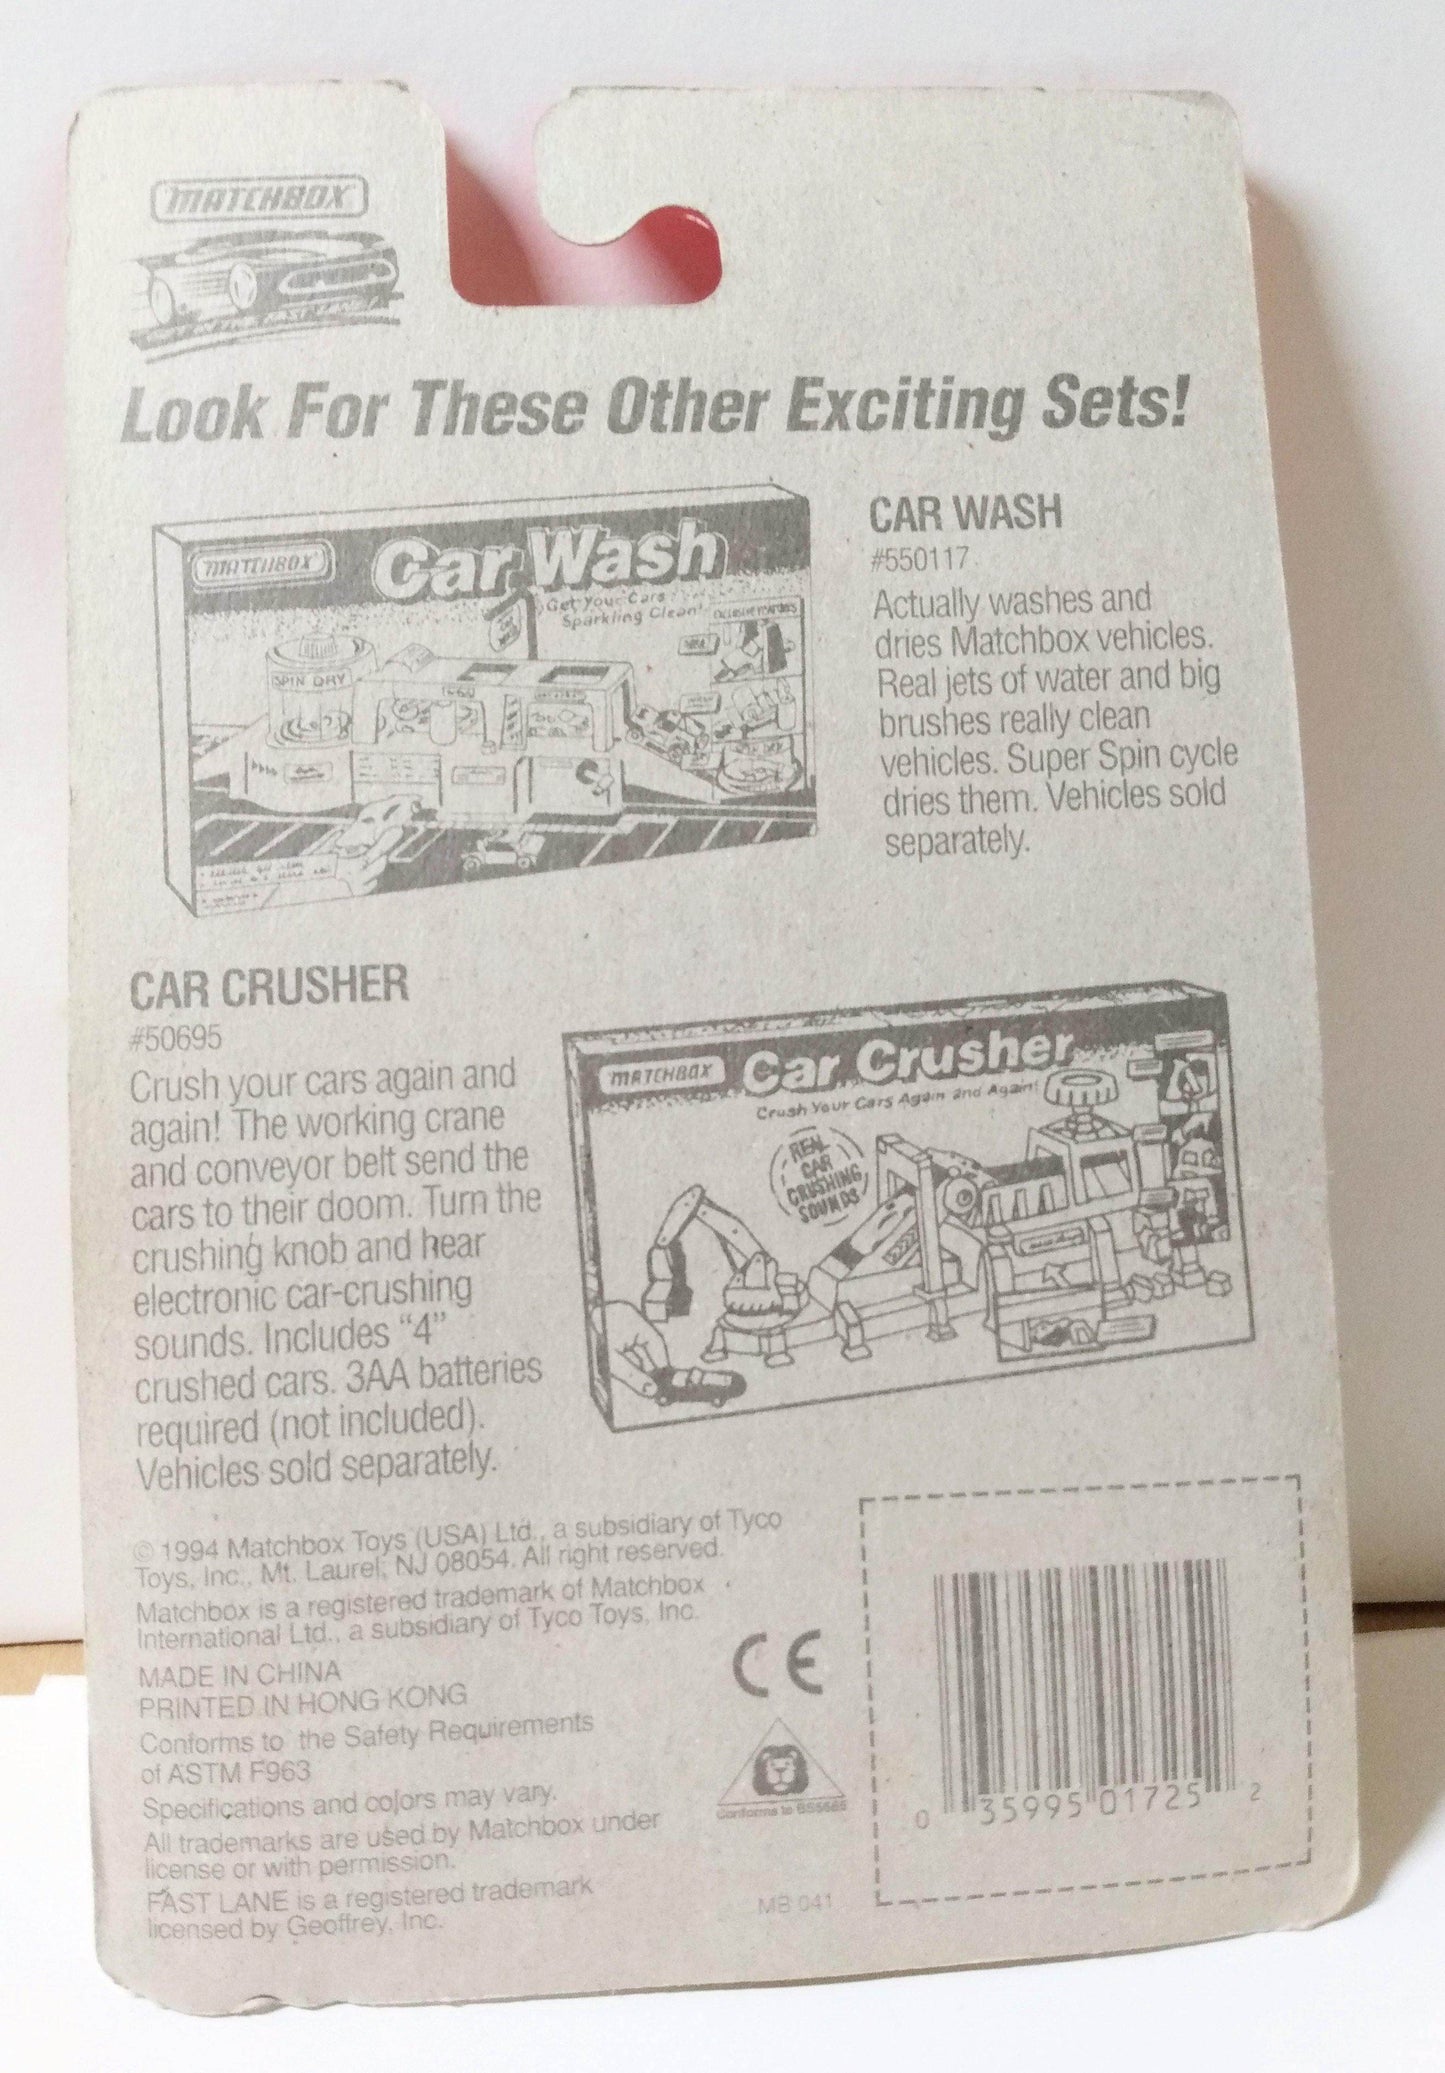 MATCHBOX
Look For These Other Exciting Sets!
MATCHBOX
Car Wash
Get Your Cars
Sparkling Clean!
SPIN DRY
CAR WASH
#550117
Actually washes and
dries Matchbox vehicles.
Real jets of water and big
brushes really clean
vehicles. Super Spin cycle
dries them. Vehicles sold
separately.
CAR CRUSHER
#50695
Crush your cars again and
again! The working crane
and conveyor belt send the
cars to their doom. Turn the
crushing knob and hear
electronic car-crushing
sounds. Includes “4”
crushed cars. 3AA batteries
required (not included).
Vehicles sold separately.
MATCHBOX
Car Crusher
Crush Your Cars Again and Again!
REAL
CAR
CRUSHING
SOUNDS
© 1994 Matchbox Toys (USA) Ltd., a subsidiary of Tyco
Toys, Inc., Mt. Laurel, NJ 08054. All right reserved.
Matchbox is a registered trademark of Matchbox
International Ltd., a subsidiary of Tyco Toys, Inc.
MADE IN CHINA
PRINTED IN HONG KONG
Conforms to the Safety Requirements
of ASTM F963
Specifications and colors may vary.
All trademarks are used by Matchbox under
license or with permission.
FAST LANE is a registered trademark
licensed by Geoffrey, Inc.
CE
Conforms to BS5665
MB 041
0 35995 01725 2